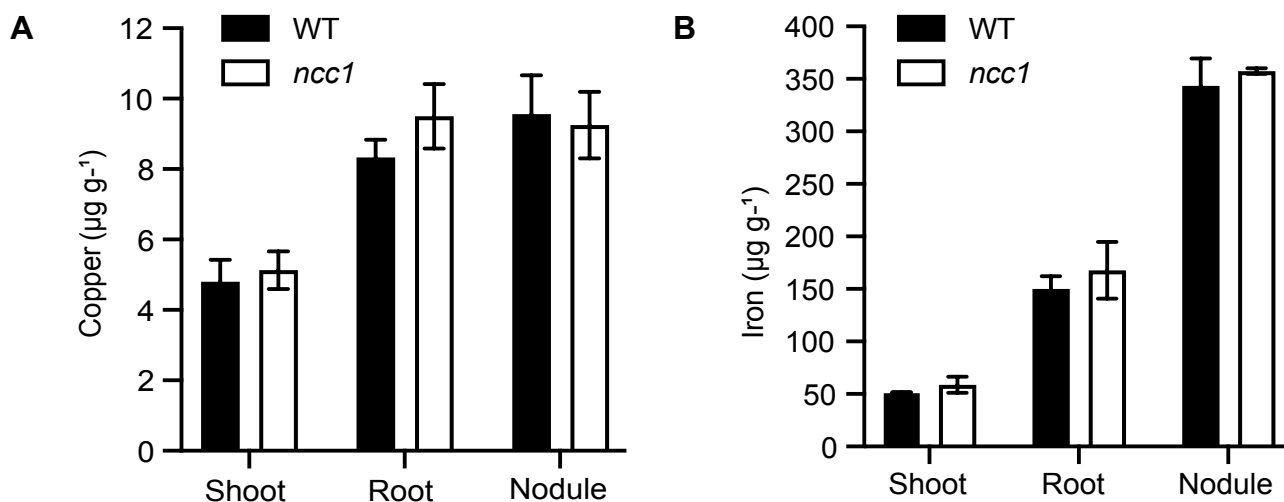 A
WT
ncc1
Copper (µg g-¹)
12
10
8
6
4
2
0
Shoot
Root
Nodule
B
WT
ncc1
Iron (µg g-¹)
400
350
300
250
200
150
100
50
0
Shoot
Root
Nodule